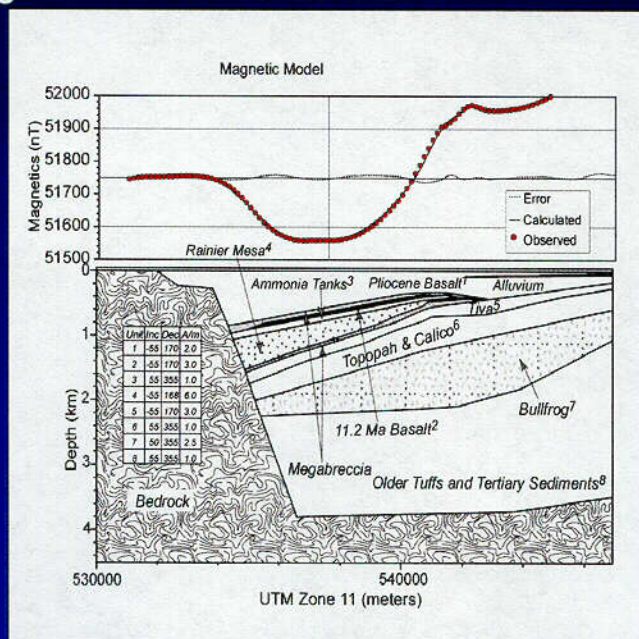 Magnetic Model
52000
51900
51800
51700
51600
51500
Magnetics (nT)
Error
Calculated
Observed
Rainier Mesa4
Ammonia Tanks3
Pliocene Basalt1
Alluvium
Tiva5
Topopah & Calico6
Bullfrog7
11.2 Ma Basalt2
Megabreccia
Older Tuffs and Tertiary Sediments8
Bedrock
Unit Inc Dec A/m
1 -55 170 2.0
2 -55 170 3.0
3 55 355 1.0
4 -55 168 6.0
5 -55 170 3.0
6 55 355 1.0
7 50 355 2.5
8 55 355 1.0
0
1
2
3
4
Depth (km)
530000 540000
UTM Zone 11 (meters)